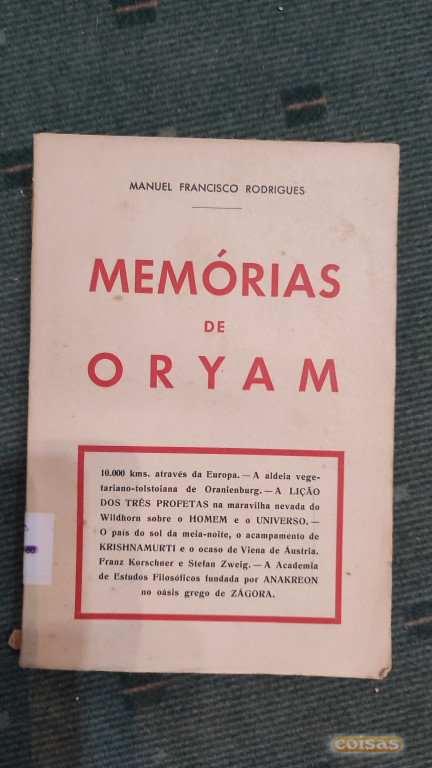 MANUEL FRANCISCO RODRIGUES
MEMÓRIAS
DE
ORYAM
10.000 kms. através da Europa. — A aldeia vege-
tariano-tolstoiana de Oranienburg. — A LIÇÃO
DOS TRÊS PROFETAS na maravilha nevada do
Wildhorn sobre o HOMEM e o UNIVERSO. —
O país do sol da meia-noite, o acampamento de
KRISHNAMURTI e o ocaso de Viena de Áustria.
Franz Korschner e Stefan Zweig. — A Academia
de Estudos Filosóficos fundada por ANAKREON
no oásis grego de ZÁGORA.
coisas